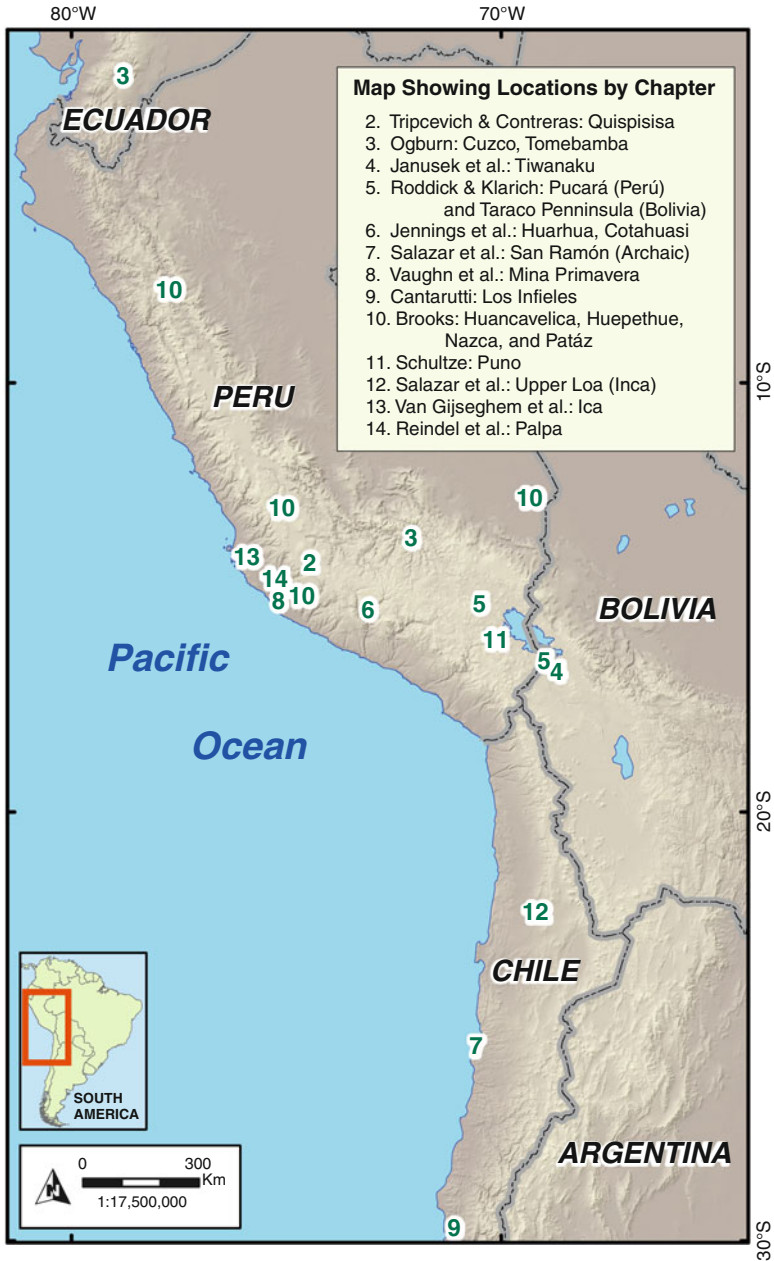 80°W 70°W
3
ECUADOR
Map Showing Locations by Chapter
2. Tripcevich & Contreras: Quispisisa
3. Ogburn: Cuzco, Tomebamba
4. Janusek et al.: Tiwanaku
5. Roddick & Klarich: Pucará (Perú)
and Taraco Penninsula (Bolivia)
6. Jennings et al.: Huarhua, Cotahuasi
7. Salazar et al.: San Ramón (Archaic)
8. Vaughn et al.: Mina Primavera
9. Cantarutti: Los Infieles
10. Brooks: Huancavelica, Huepethue,
Nazca, and Patáz
11. Schultze: Puno
12. Salazar et al.: Upper Loa (Inca)
13. Van Gijseghem et al.: Ica
14. Reindel et al.: Palpa
10
10°S
PERU
10
10
3
13
2
14
10
8
6
5
BOLIVIA
11
5
4
Pacific
Ocean
20°S
12
CHILE
7
SOUTH
AMERICA
ARGENTINA
0 300
Km
N
1:17,500,000
9
30°S